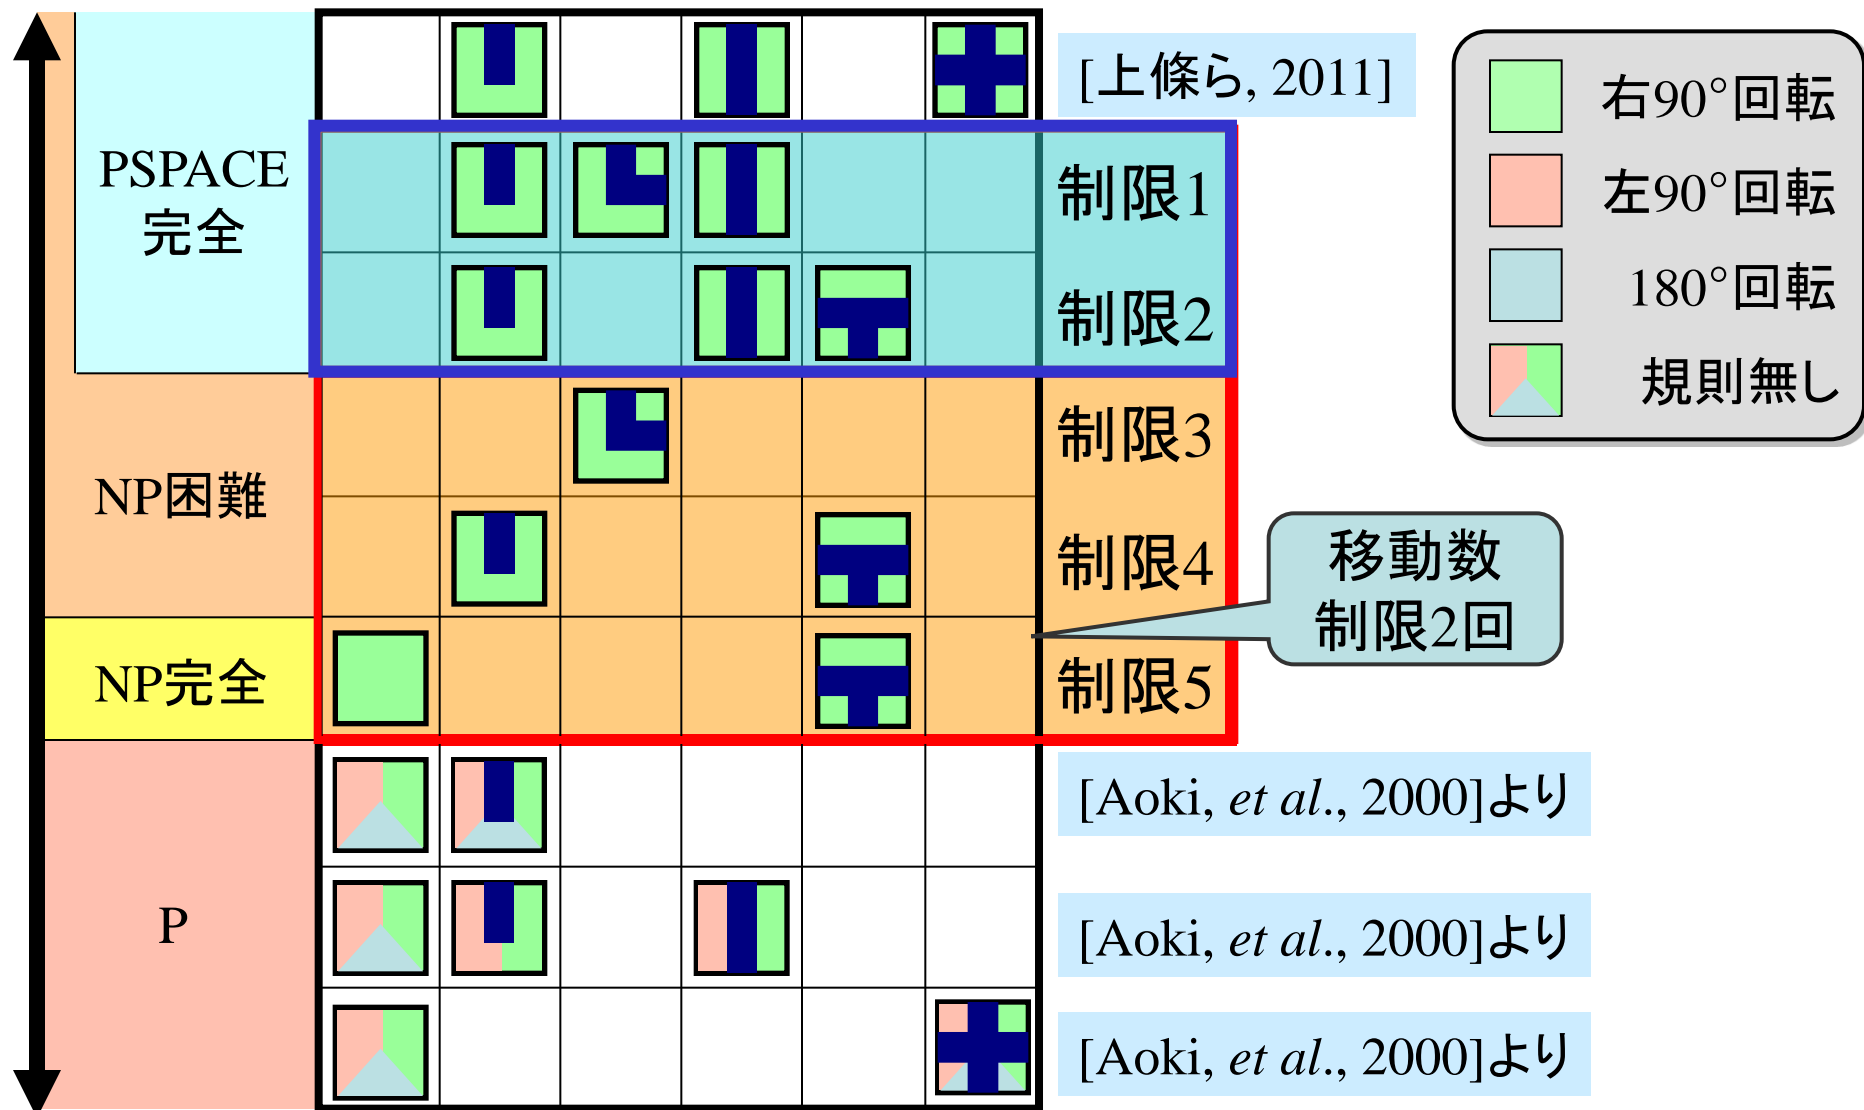 [上條ら, 2011]
PSPACE
完全
制限1
制限2
制限3
NP困難
制限4
NP完全
制限5
移動数
制限2回
[Aoki, et al., 2000]より
P
[Aoki, et al., 2000]より
[Aoki, et al., 2000]より
右90°回転
左90°回転
180°回転
規則無し